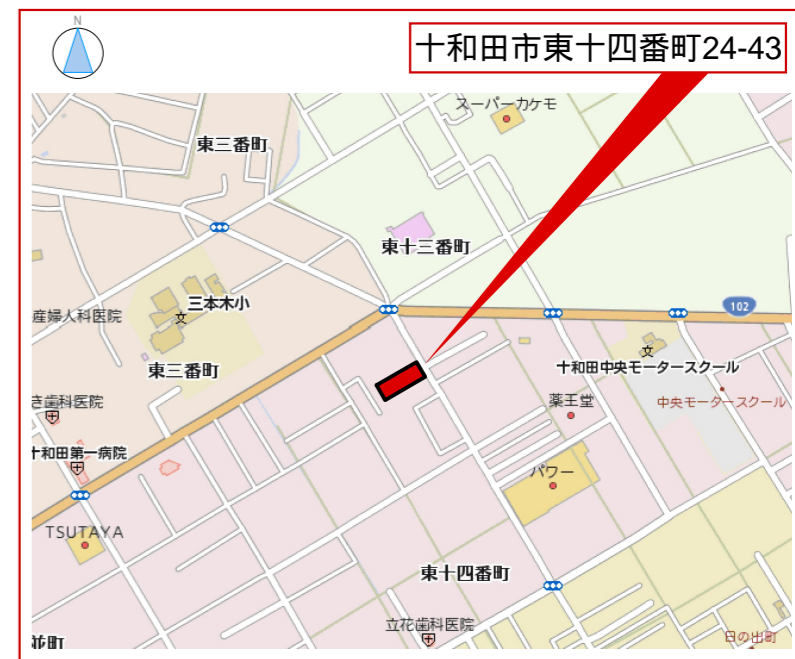 N
十和田市東十四番町24-43
スーパーカケモ
東三番町
東十三番町
三本木小
文
102
産婦人科医院
東三番町
文
十和田中央モータースクール
き歯科医院
薬王堂
中央モータースクール
十和田第一病院
パワー
TSUTAYA
東十四番町
立花歯科医院
並町
日の出町